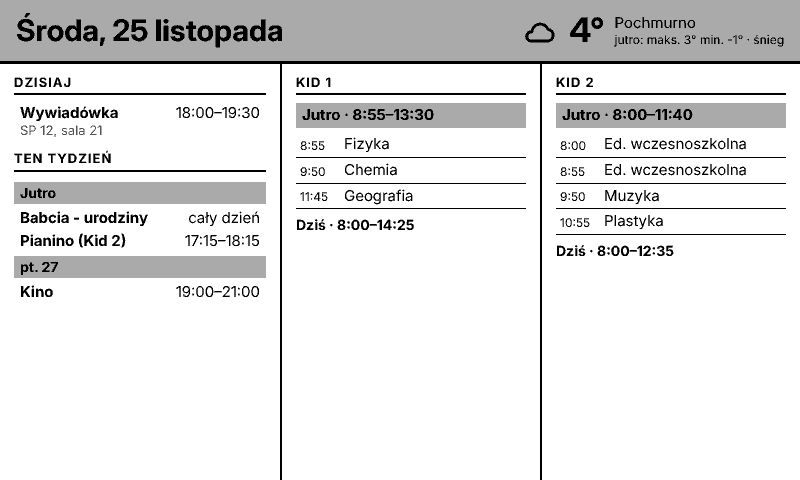 Środa, 25 listopada
4°
Pochmurno
jutro: maks. 3° min. -1° · śnieg
DZISIAJ
Wywiadówka 18:00–19:30
SP 12, sala 21
TEN TYDZIEŃ
Jutro
Babcia - urodziny cały dzień
Pianino (Kid 2) 17:15–18:15
pt. 27
Kino 19:00–21:00
KID 1
Jutro · 8:55–13:30
8:55 Fizyka
9:50 Chemia
11:45 Geografia
Dziś · 8:00–14:25
KID 2
Jutro · 8:00–11:40
8:00 Ed. wczesnoszkolna
8:55 Ed. wczesnoszkolna
9:50 Muzyka
10:55 Plastyka
Dziś · 8:00–12:35